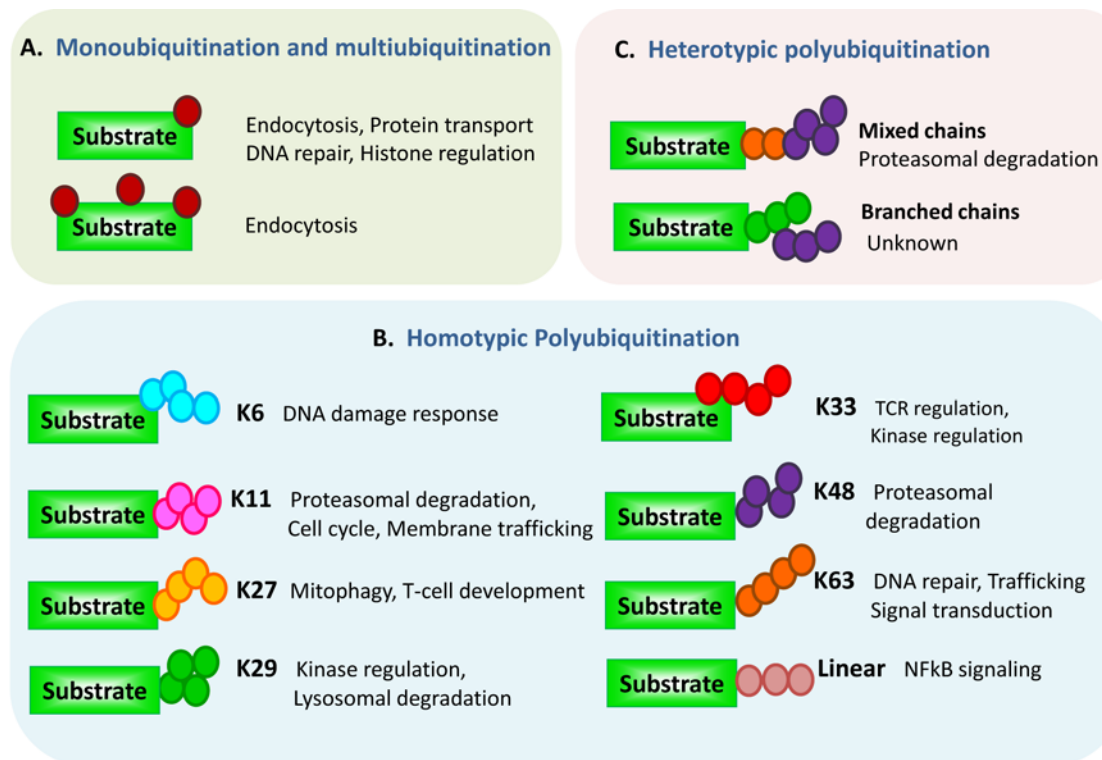 A. Monoubiquitination and multiubiquitination
Substrate
Endocytosis, Protein transport
DNA repair, Histone regulation
Substrate
Endocytosis
C. Heterotypic polyubiquitination
Substrate
Mixed chains
Proteasomal degradation
Substrate
Branched chains
Unknown
B. Homotypic Polyubiquitination
Substrate
K6 DNA damage response
Substrate
K11 Proteasomal degradation,
Cell cycle, Membrane trafficking
Substrate
K27 Mitophagy, T-cell development
Substrate
K29 Kinase regulation,
Lysosomal degradation
Substrate
K33 TCR regulation,
Kinase regulation
Substrate
K48 Proteasomal
degradation
Substrate
K63 DNA repair, Trafficking
Signal transduction
Substrate
Linear NFkB signaling